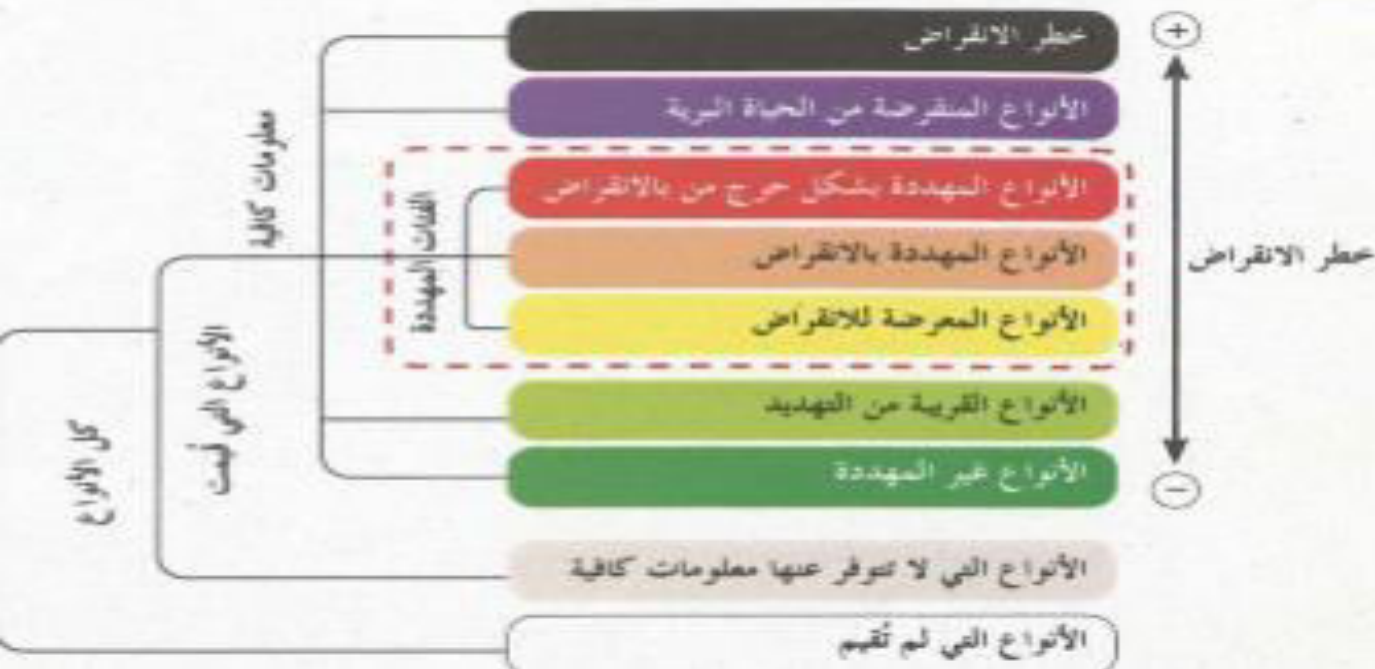 خطر الانقراض
الأنواع المنقرضة من الحياة البرية
الأنواع المهددة بشكل حرج من بالانقراض
الأنواع المهددة بالانقراض
الأنواع المعرضة للانقراض
الأنواع القريبة من التهديد
الأنواع غير المهددة
الأنواع التي لا تتوفر عنها معلومات كافية
الأنواع التي لم تُقيم
+
خطر الانقراض
−
الفئات المهددة
معلومات كافية
الأنواع التي قُيمت
كل الأنواع